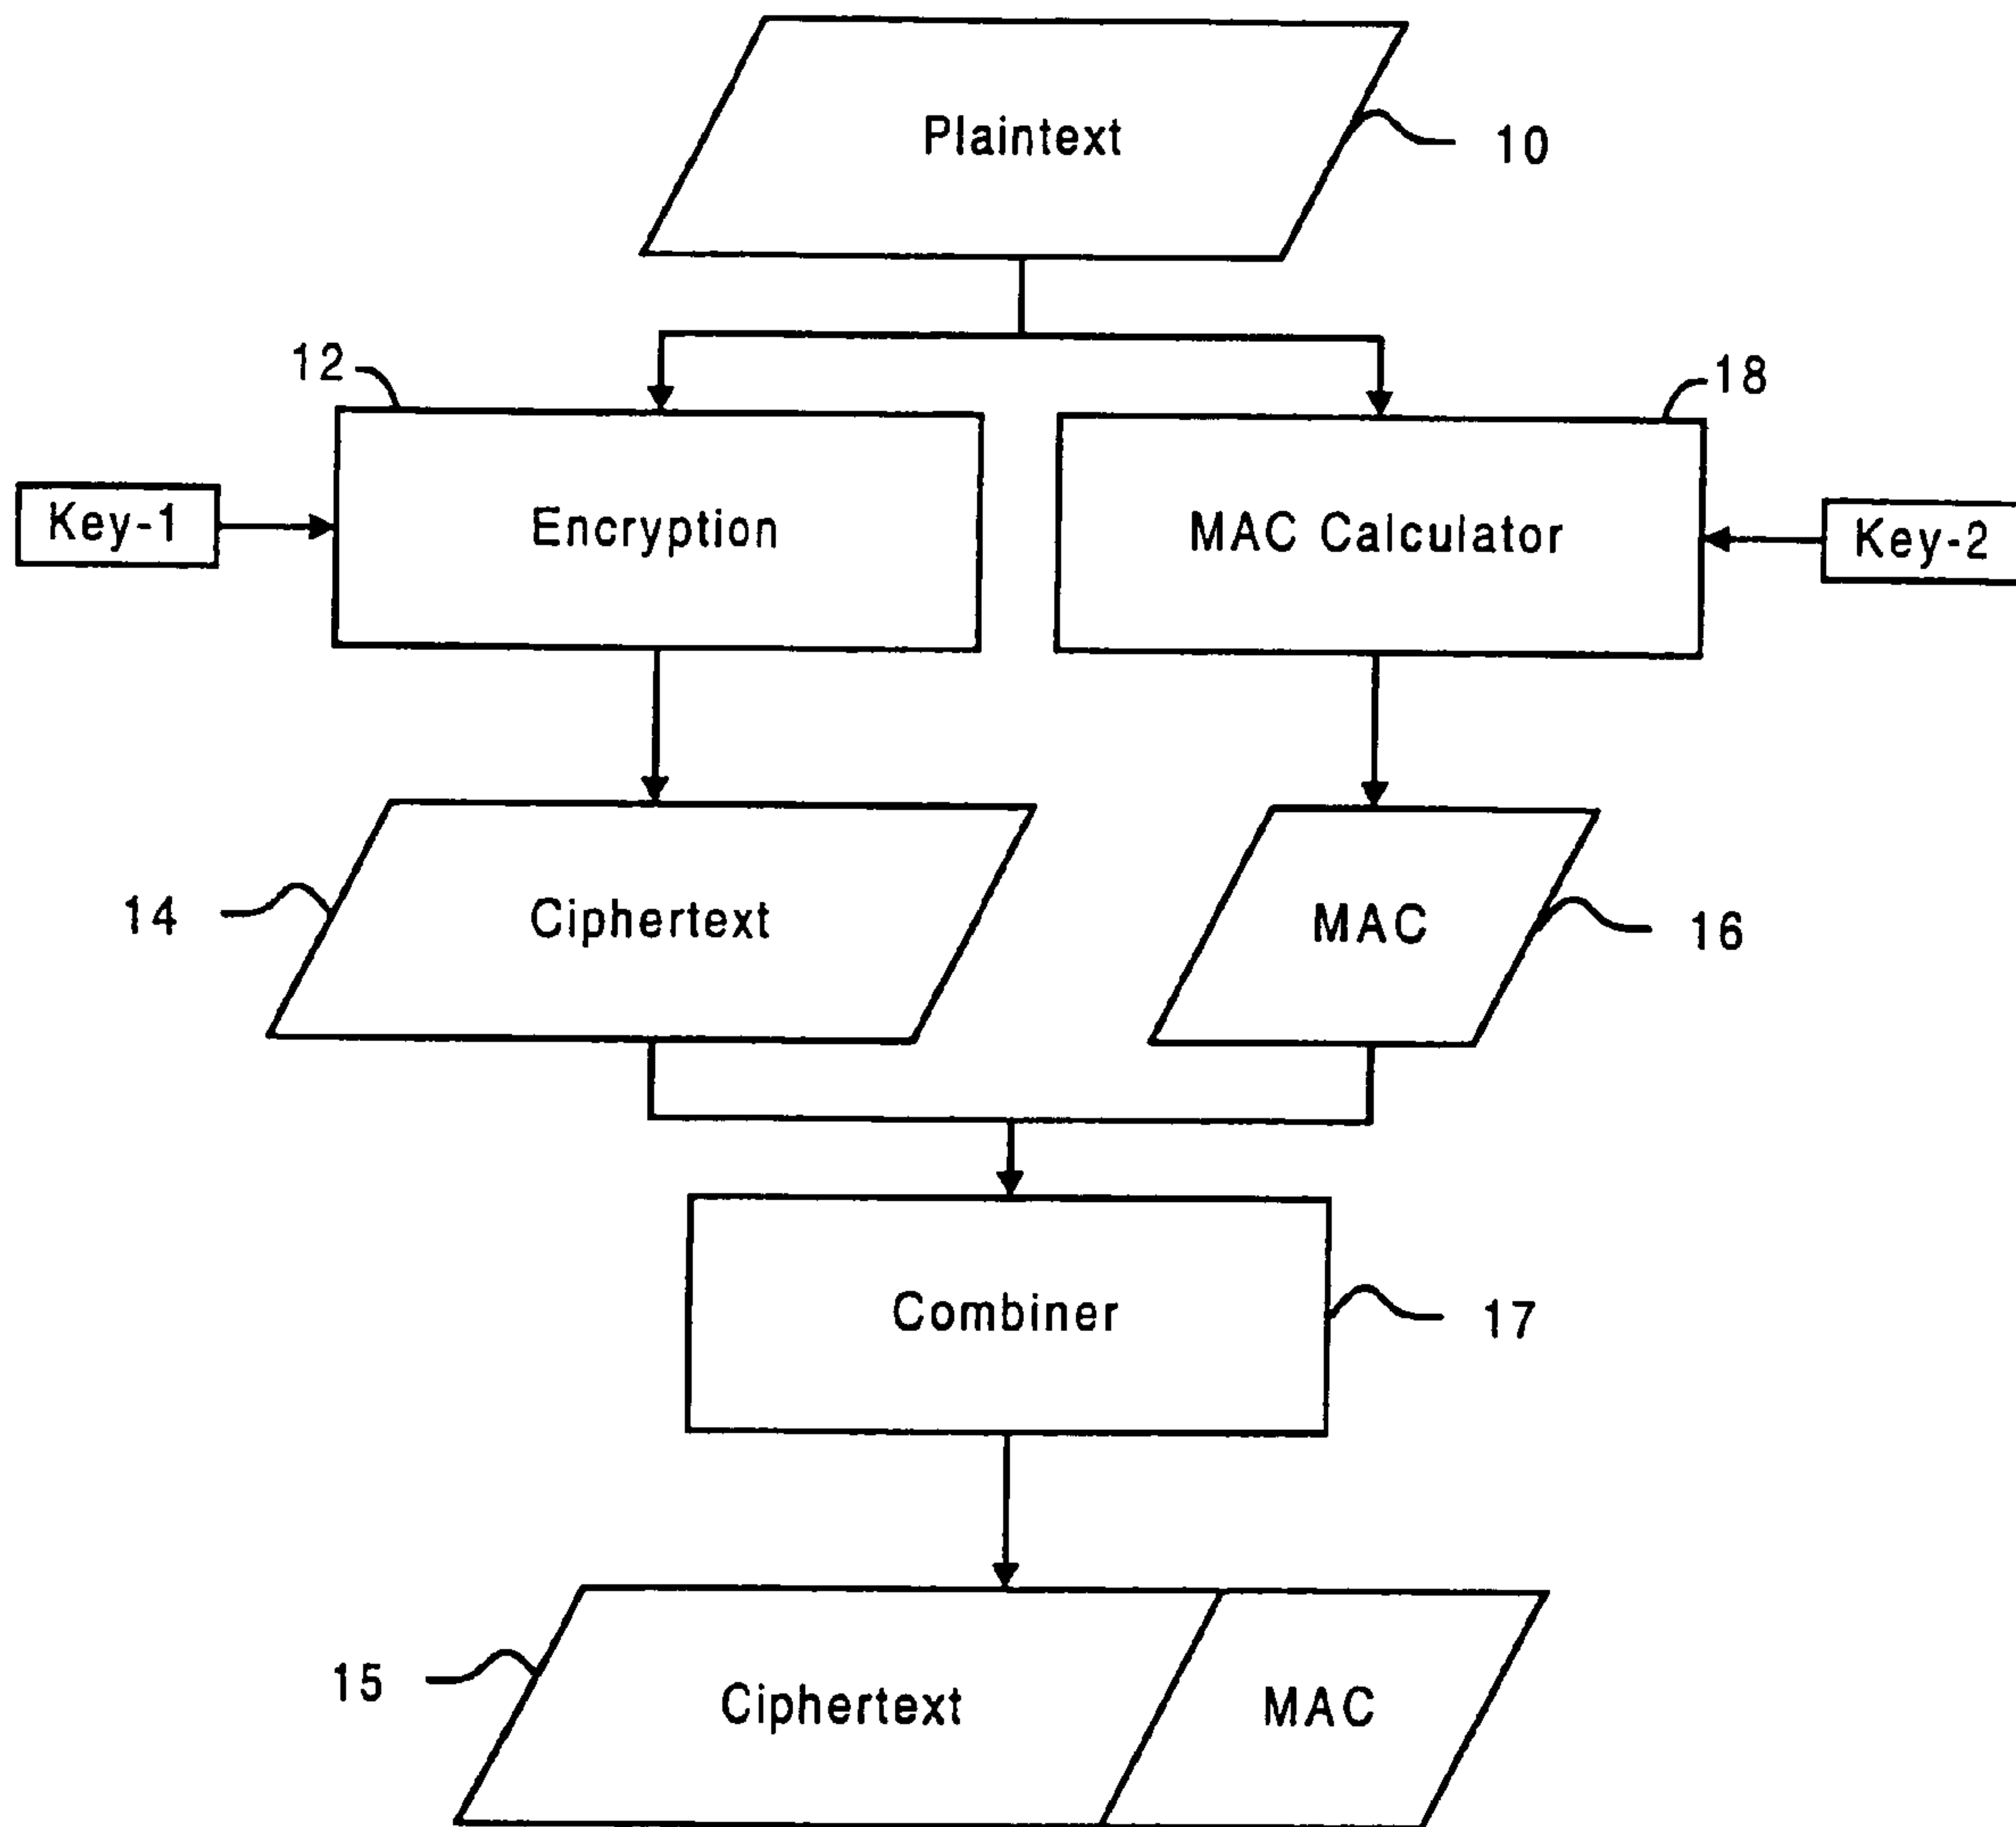 Plaintext
10
12
18
Key-1
Encryption
MAC Calculator
Key-2
14
Ciphertext
MAC
16
Combiner
17
15
Ciphertext
MAC